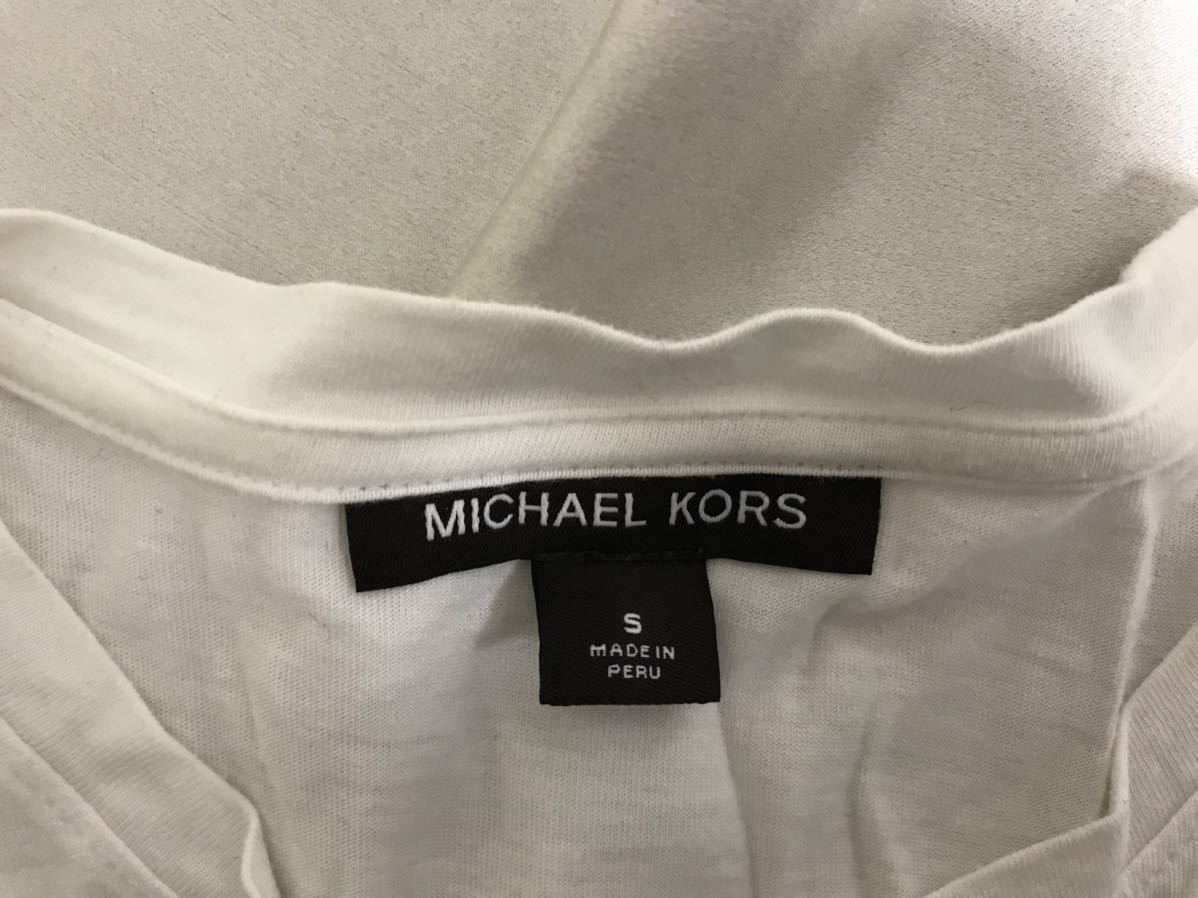 MICHAEL KORS
S
MADE IN
PERU